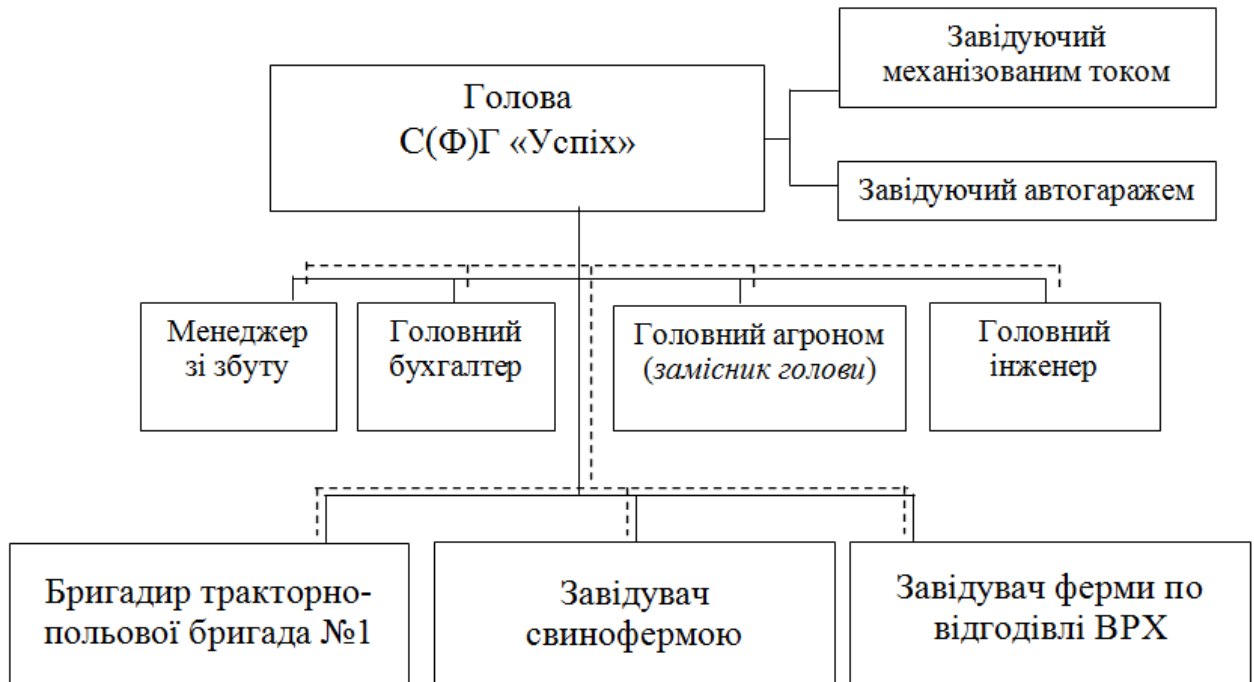 Завідуючий
механізованим током
Голова
С(Ф)Г «Успіх»
Завідуючий автогаражем
Менеджер
зі збуту
Головний
бухгалтер
Головний агроном
(замісник голови)
Головний
інженер
Бригадир тракторно-
польової бригада №1
Завідувач
свинофермою
Завідувач ферми по
відгодівлі ВРХ